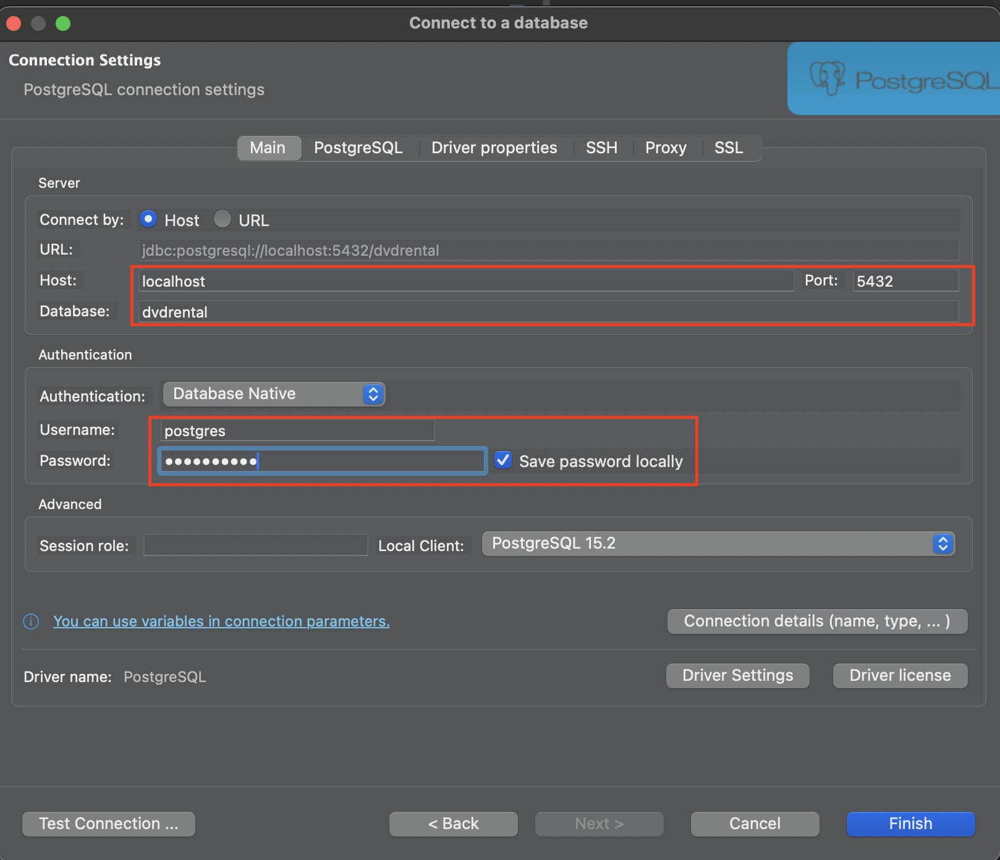 Connect to a database
Connection Settings
PostgreSQL connection settings
PostgreSQL
Main PostgreSQL Driver properties SSH Proxy SSL
Server
Connect by: Host URL
URL: jdbc:postgresql://localhost:5432/dvdrental
Host: localhost Port: 5432
Database: dvdrental
Authentication
Authentication: Database Native
Username: postgres
Password: •••••••••• Save password locally
Advanced
Session role: Local Client: PostgreSQL 15.2
You can use variables in connection parameters. Connection details (name, type, ... )
Driver name: PostgreSQL Driver Settings Driver license
Test Connection ... < Back Next > Cancel Finish